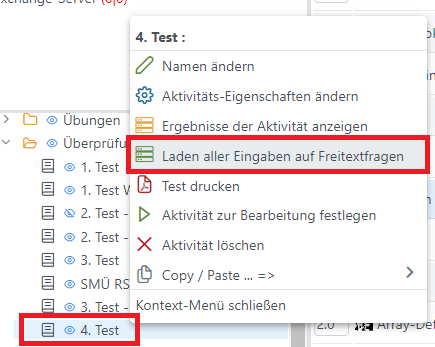 xchange-Server (0|0)
4. Test :
Namen ändern
Aktivitäts-Eigenschaften ändern
Ergebnisse der Aktivität anzeigen
Laden aller Eingaben auf Freitextfragen
Test drucken
Aktivität zur Bearbeitung festlegen
Aktivität löschen
Copy / Paste ... =>
Kontext-Menü schließen
Übungen
Überprüf
1. Test
1. Test
2. Test -
2. Test -
3. Test
SMÜ RS
3. Test -
4. Test
2.0
Array-Def